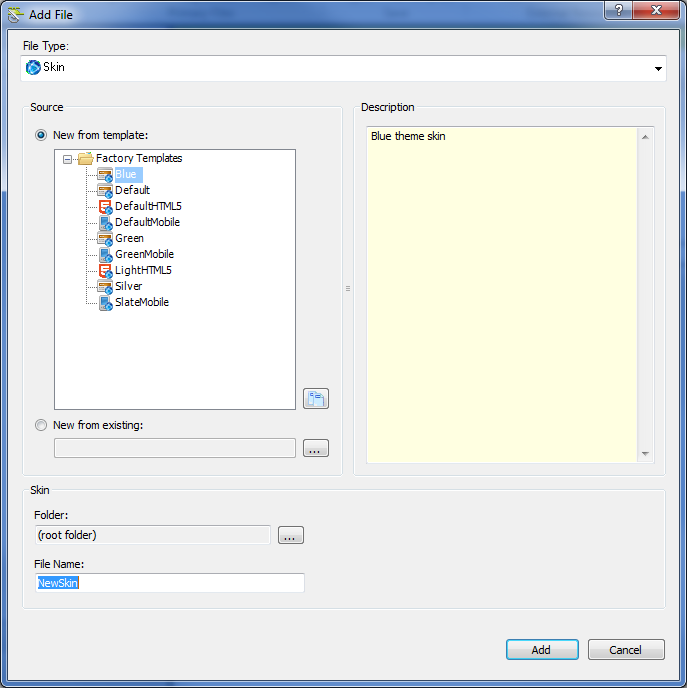 Add File
?
File Type:
Skin
Source
New from template:
Factory Templates
Blue
Default
DefaultHTML5
DefaultMobile
Green
GreenMobile
LightHTML5
Silver
SlateMobile
New from existing:
...
Description
Blue theme skin
Skin
Folder:
(root folder)
...
File Name:
NewSkin
Add
Cancel